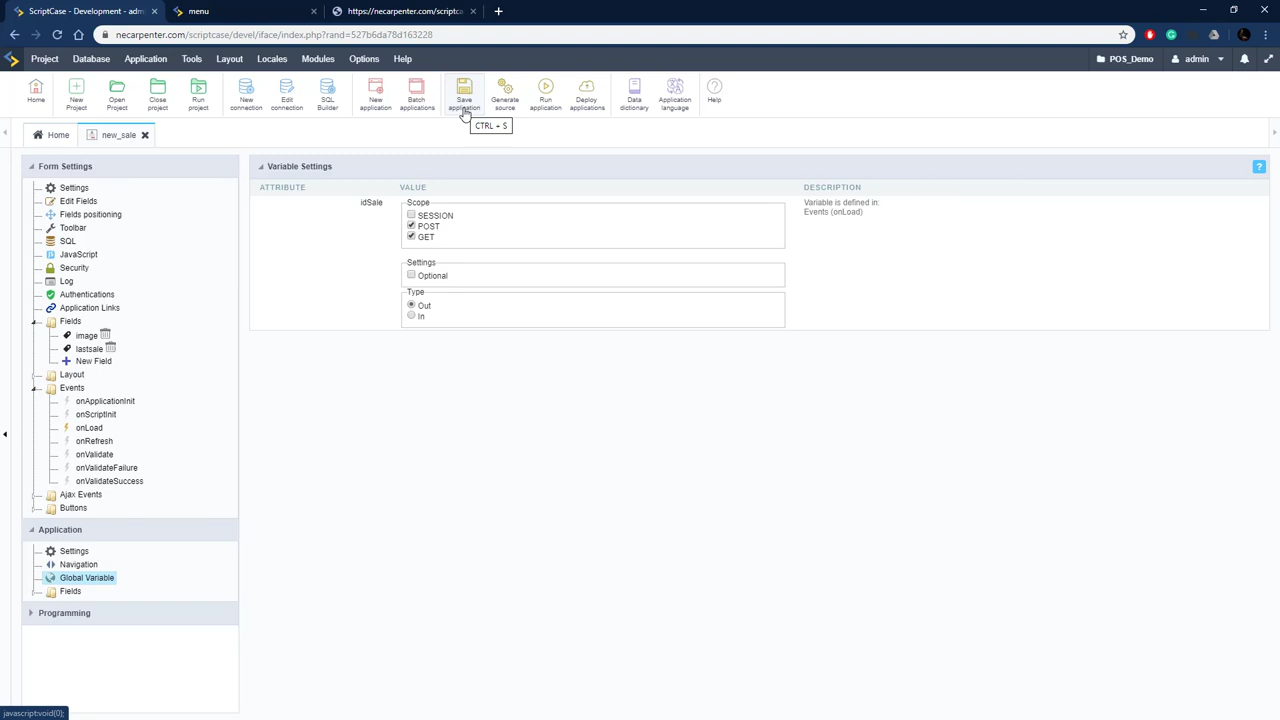 ScriptCase - Development - adm
menu
https://necarpenter.com/scriptca
necarpenter.com/scriptcase/devel/iface/index.php?rand=527b6da78d163228
Project Database Application Tools Layout Locales Modules Options Help POS_Demo admin
Home
New Project
Open Project
Close project
Run project
New connection
Edit connection
SQL Builder
New application
Batch applications
Save application
Generate source
Run application
Deploy applications
Data dictionary
Application language
Help
CTRL + S
Home new_sale
Form Settings
Settings
Edit Fields
Fields positioning
Toolbar
SQL
JavaScript
Security
Log
Authentications
Application Links
Fields
image
lastsale
New Field
Layout
Events
onApplicationInit
onScriptInit
onLoad
onRefresh
onValidate
onValidateFailure
onValidateSuccess
Ajax Events
Buttons
Application
Settings
Navigation
Global Variable
Fields
Programming
Variable Settings
?
ATTRIBUTE VALUE DESCRIPTION
idSale
Scope
SESSION
POST
GET
Settings
Optional
Type
Out
In
Variable is defined in:
Events (onLoad)
javascript:void(0);